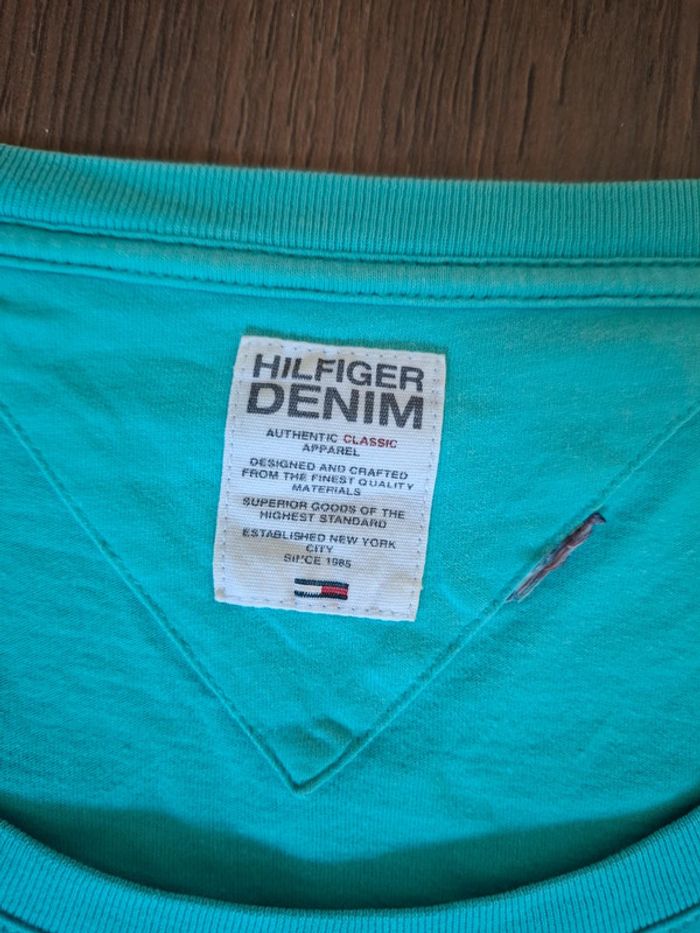 HILFIGER
DENIM
AUTHENTIC CLASSIC
APPAREL
DESIGNED AND CRAFTED
FROM THE FINEST QUALITY
MATERIALS
SUPERIOR GOODS OF THE
HIGHEST STANDARD
ESTABLISHED NEW YORK
CITY
SINCE 1985